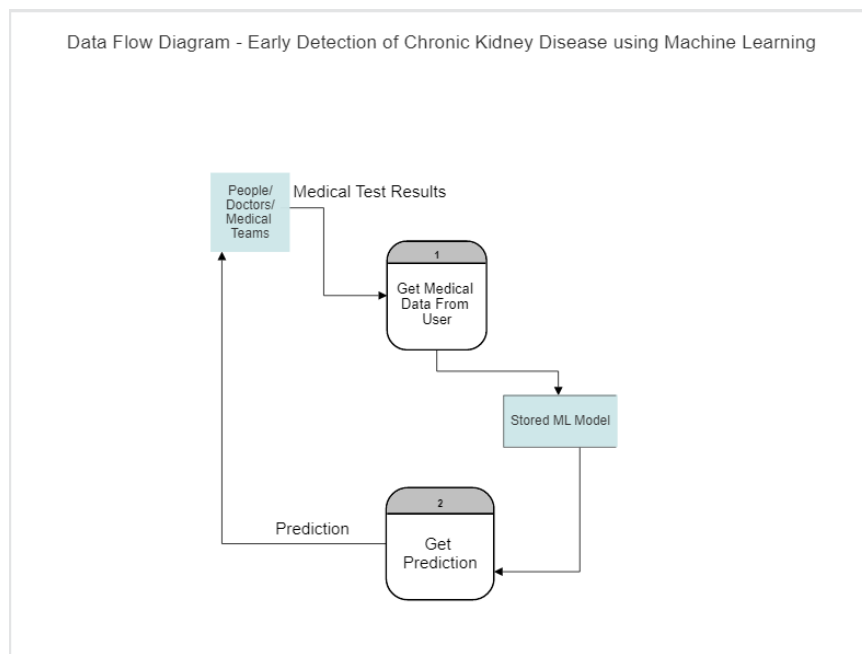 Data Flow Diagram - Early Detection of Chronic Kidney Disease using Machine Learning
People/
Doctors/
Medical
Teams
Medical Test Results
1
Get Medical
Data From
User
Stored ML Model
2
Get
Prediction
Prediction